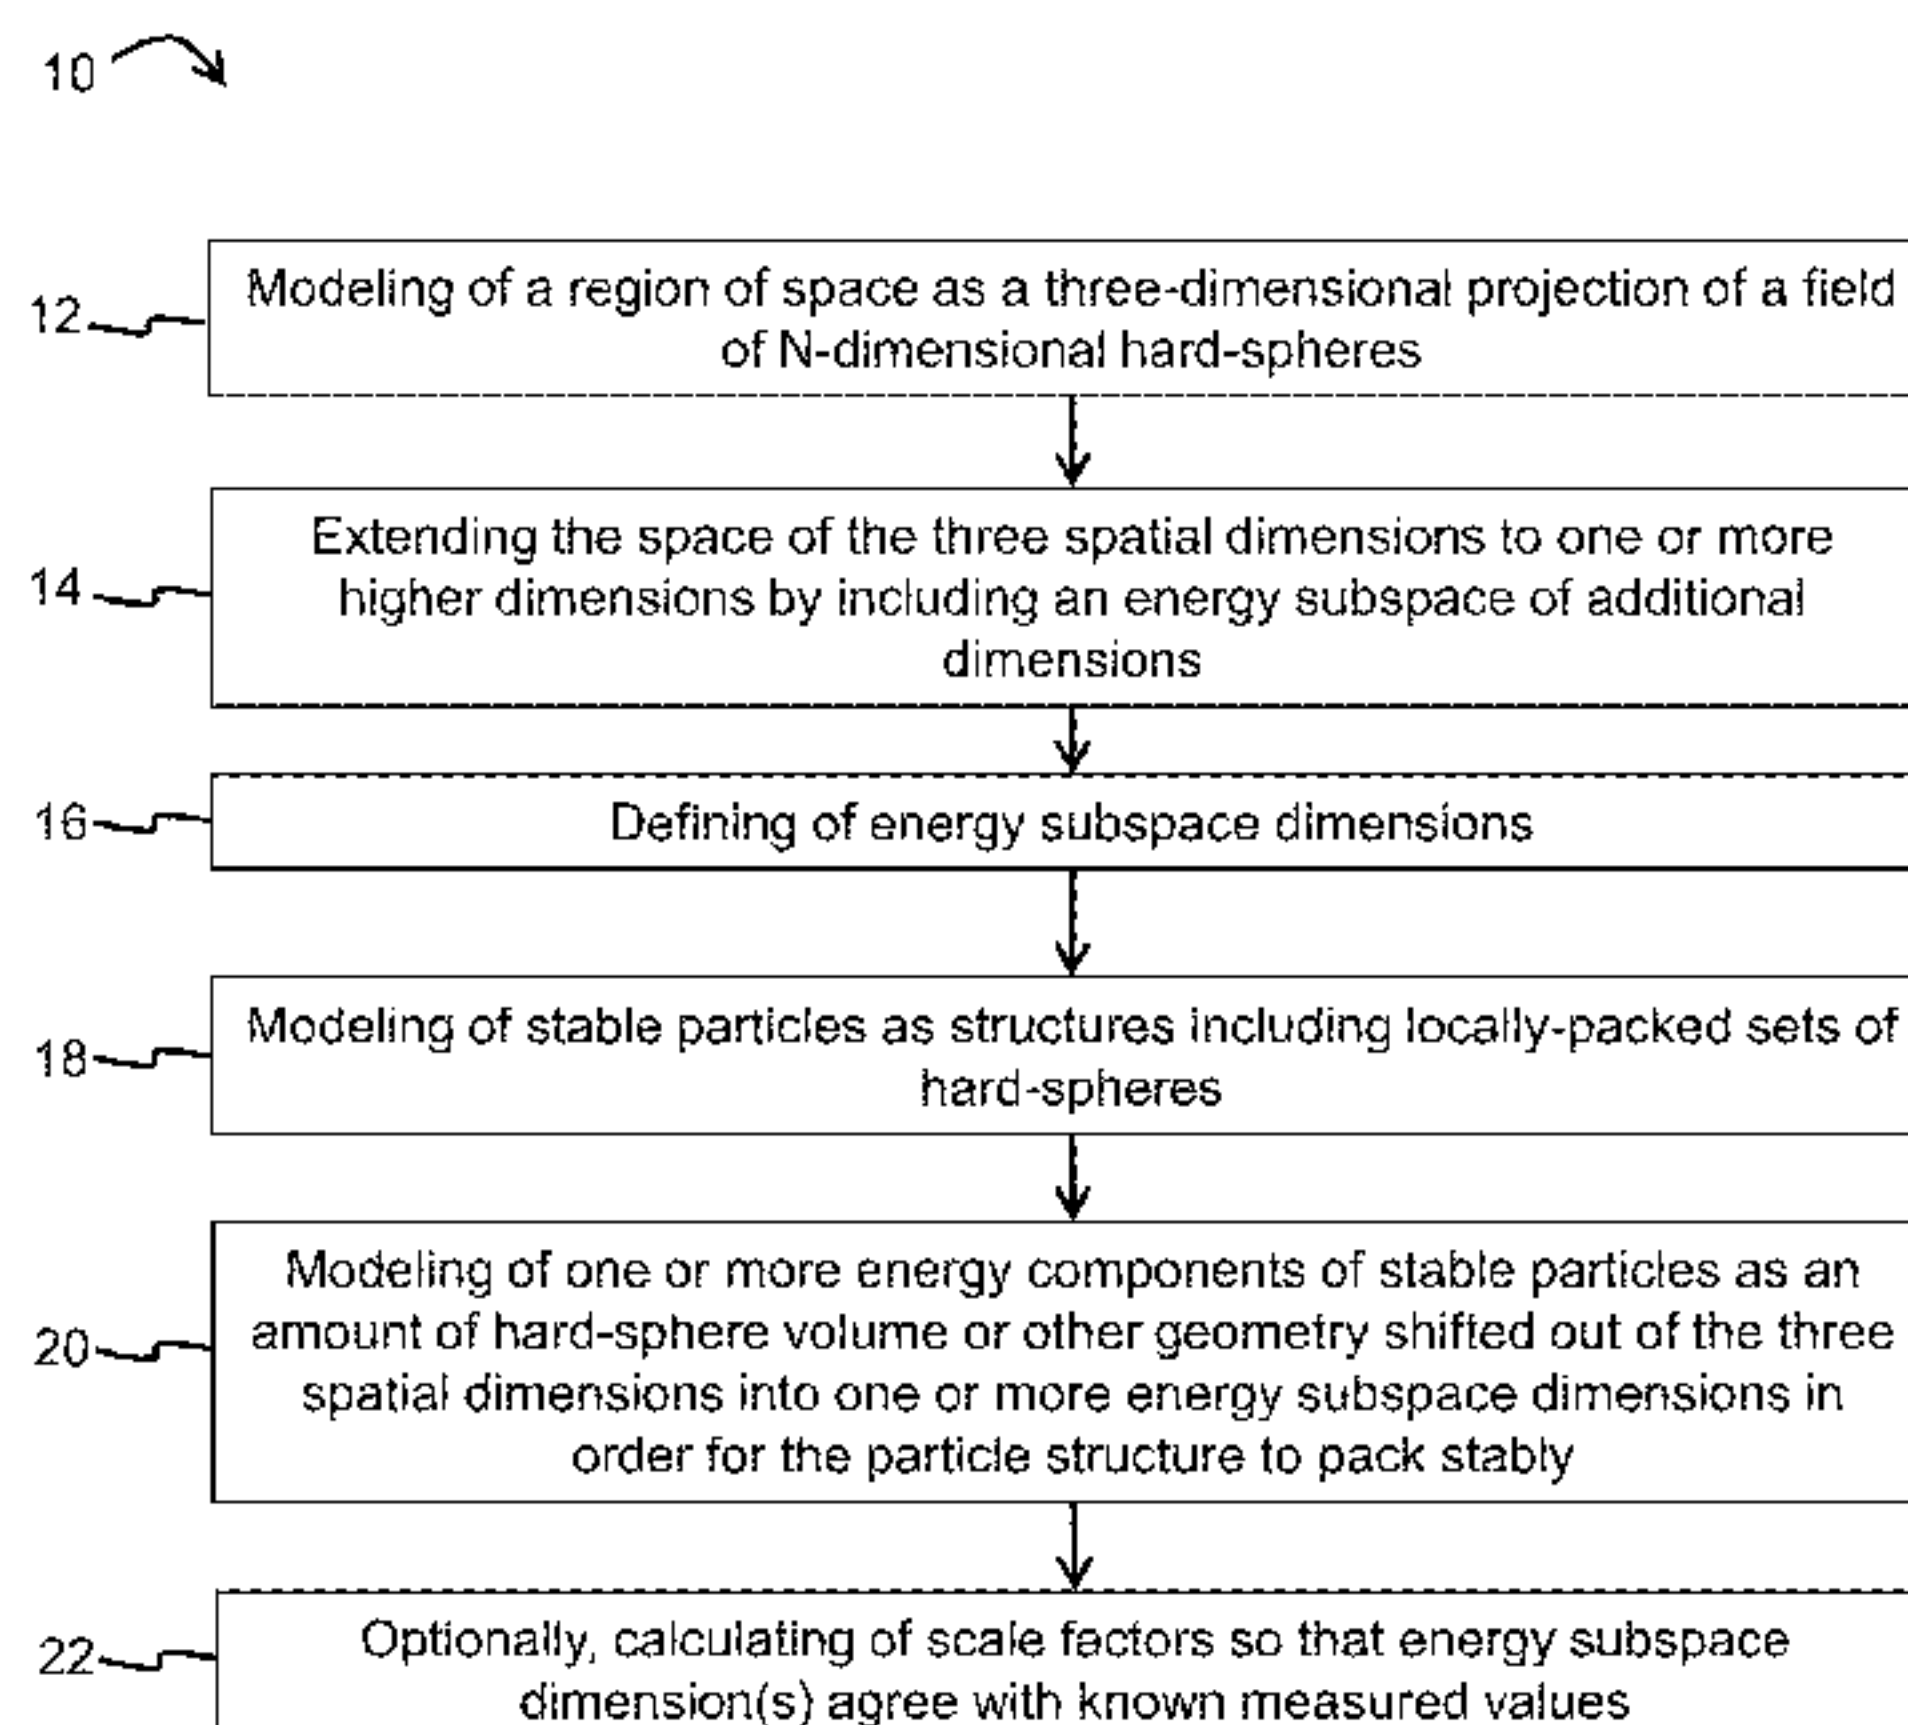 10
12
Modeling of a region of space as a three-dimensional projection of a field
of N-dimensional hard-spheres
14
Extending the space of the three spatial dimensions to one or more
higher dimensions by including an energy subspace of additional
dimensions
16
Defining of energy subspace dimensions
18
Modeling of stable particles as structures including locally-packed sets of
hard-spheres
20
Modeling of one or more energy components of stable particles as an
amount of hard-sphere volume or other geometry shifted out of the three
spatial dimensions into one or more energy subspace dimensions in
order for the particle structure to pack stably
22
Optionally, calculating of scale factors so that energy subspace
dimension(s) agree with known measured values